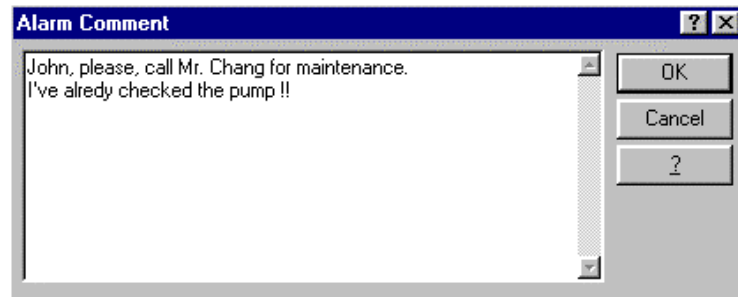 Alarm Comment
? X
John, please, call Mr. Chang for maintenance.
I've alredy checked the pump !!
OK
Cancel
?